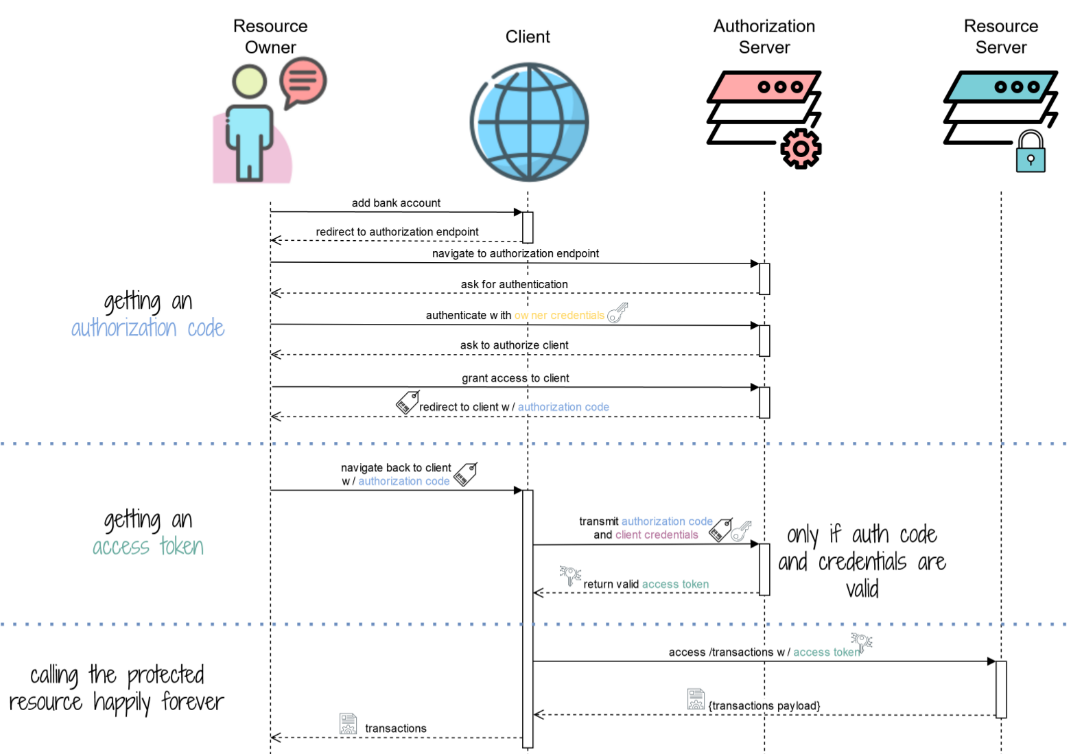 Resource
Owner
Client
Authorization
Server
Resource
Server
add bank account
redirect to authorization endpoint
navigate to authorization endpoint
ask for authentication
getting an
authorization code
authenticate with owner credentials
ask to authorize client
grant access to client
redirect to client w/ authorization code
navigate back to client
w/ authorization code
getting an
access token
transmit authorization code
and client credentials
only if auth code
and credentials are
valid
return valid access token
calling the protected
resource happily forever
access /transactions w/ access token
{transactions payload}
transactions